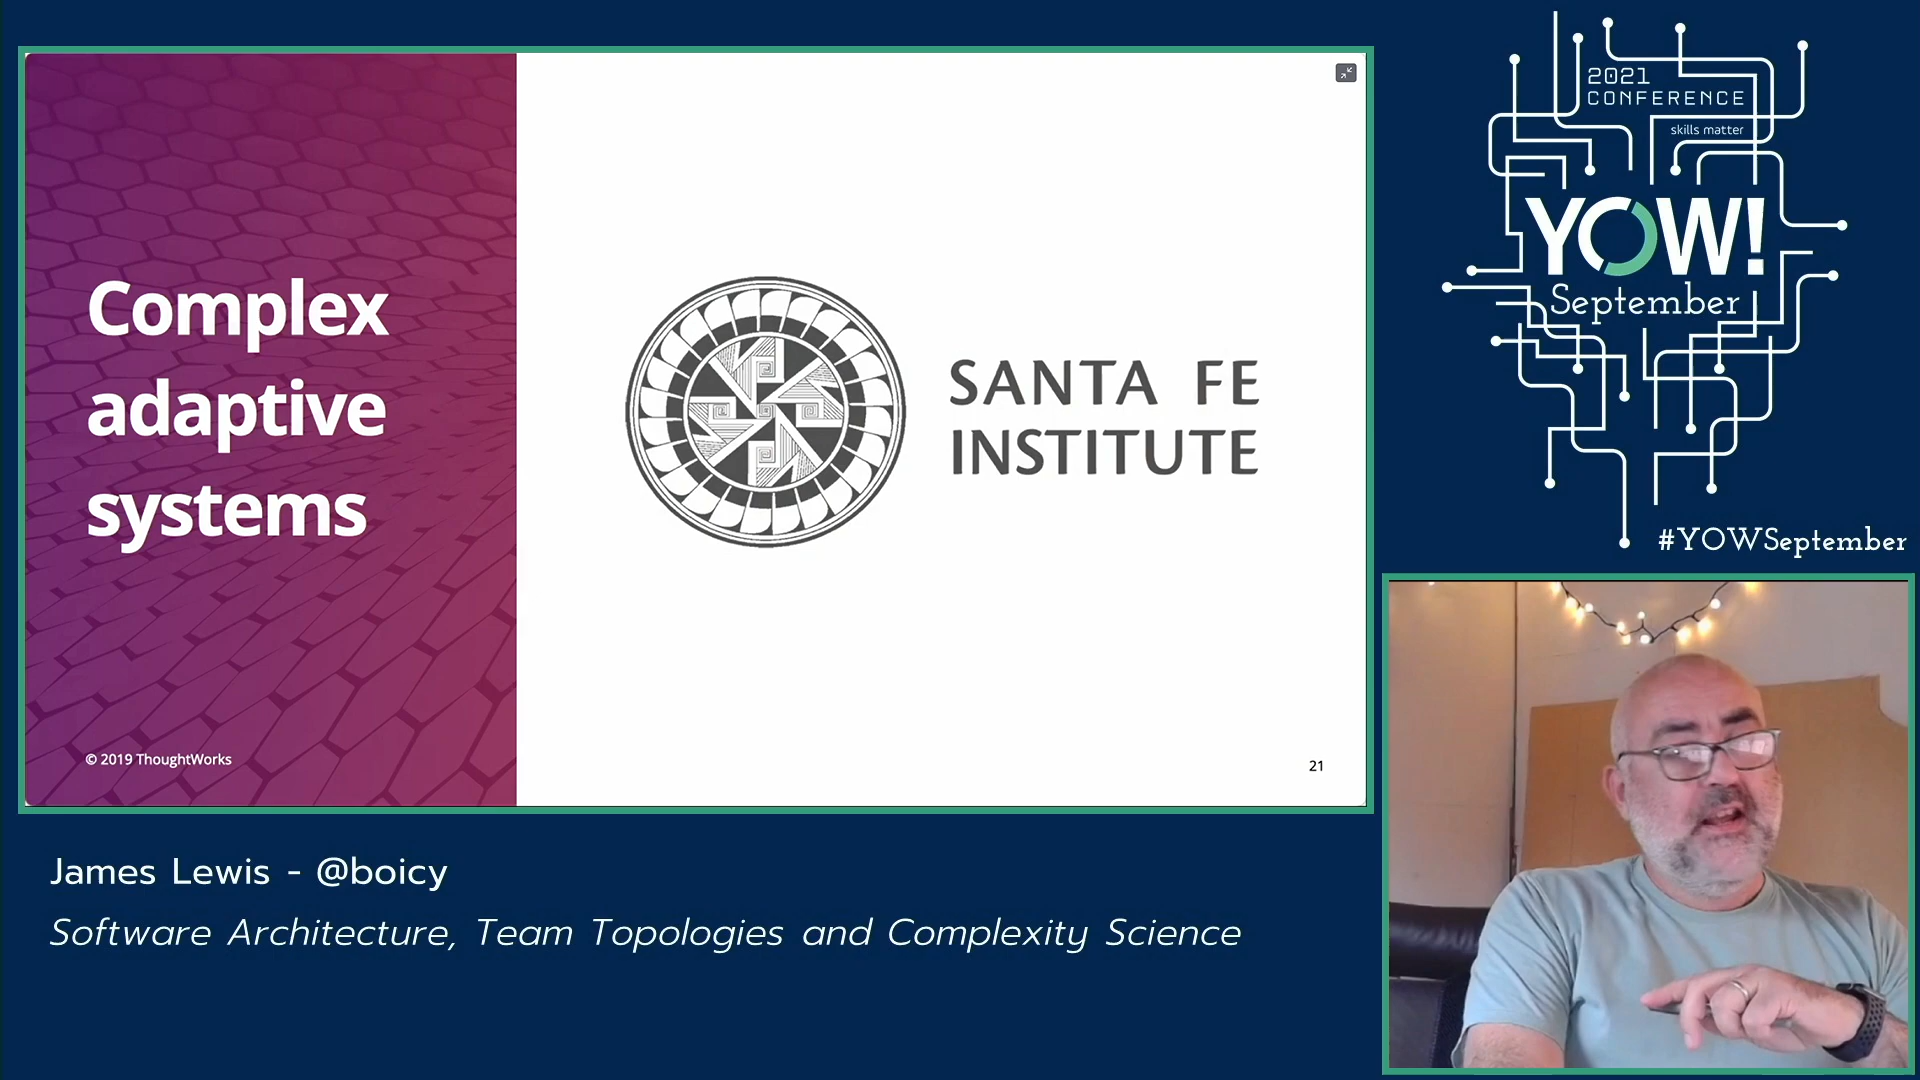 Complex
adaptive
systems
SANTA FE
INSTITUTE
© 2019 ThoughtWorks
21
2021
CONFERENCE
skills matter
YOW!
September
#YOWSeptember
James Lewis - @boicy
Software Architecture, Team Topologies and Complexity Science